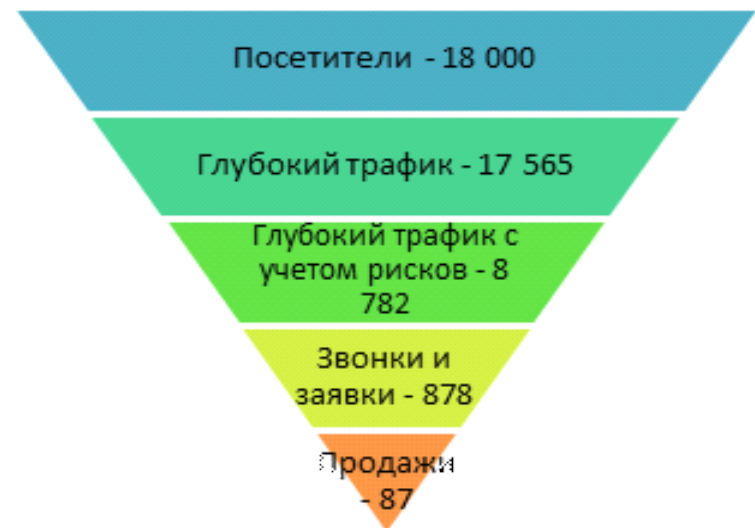 Посетители - 18 000
Глубокий трафик - 17 565
Глубокий трафик с
учетом рисков - 8
782
Звонки и
заявки - 878
Продажи
- 87